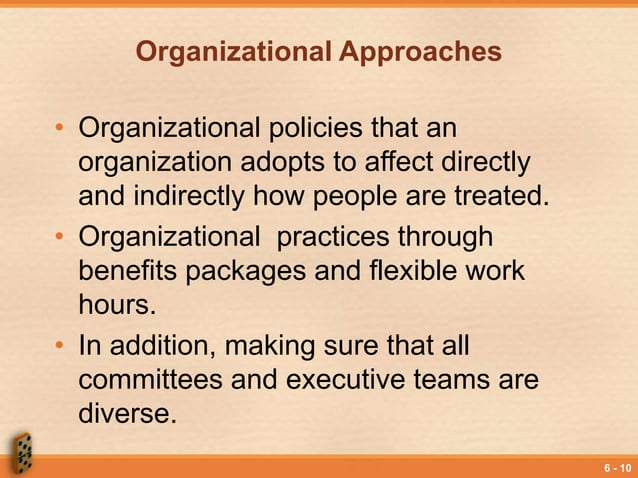 Organizational Approaches
• Organizational policies that an
organization adopts to affect directly
and indirectly how people are treated.
• Organizational  practices through
benefits packages and flexible work
hours.
• In addition, making sure that all
committees and executive teams are
diverse.
6 - 10